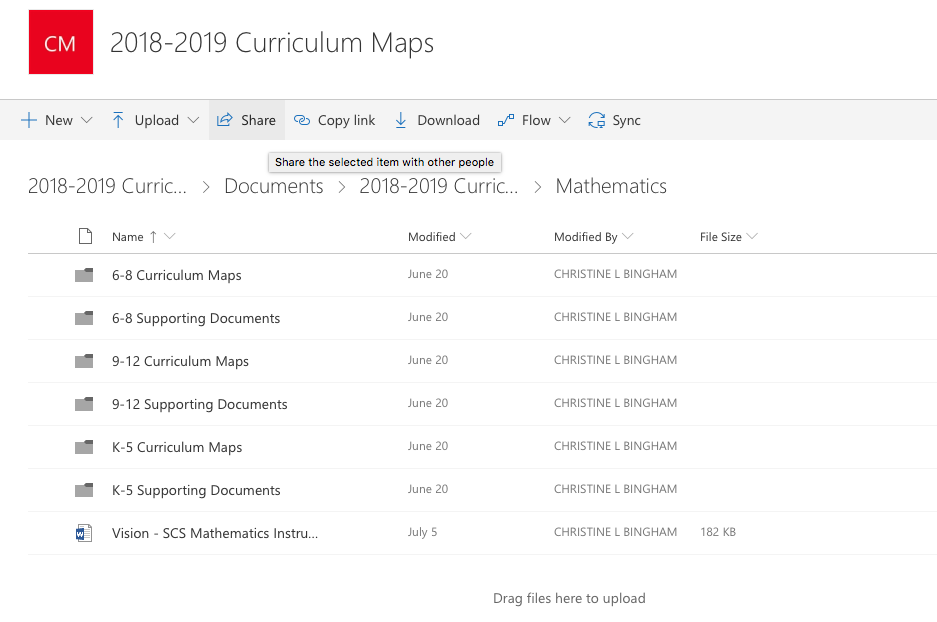 CM 2018-2019 Curriculum Maps
New Upload Share Copy link Download Flow Sync
Share the selected item with other people
2018-2019 Curric... > Documents > 2018-2019 Curric... > Mathematics
Name ↑ Modified Modified By File Size
6-8 Curriculum Maps June 20 CHRISTINE L BINGHAM
6-8 Supporting Documents June 20 CHRISTINE L BINGHAM
9-12 Curriculum Maps June 20 CHRISTINE L BINGHAM
9-12 Supporting Documents June 20 CHRISTINE L BINGHAM
K-5 Curriculum Maps June 20 CHRISTINE L BINGHAM
K-5 Supporting Documents June 20 CHRISTINE L BINGHAM
Vision - SCS Mathematics Instru... July 5 CHRISTINE L BINGHAM 182 KB
Drag files here to upload